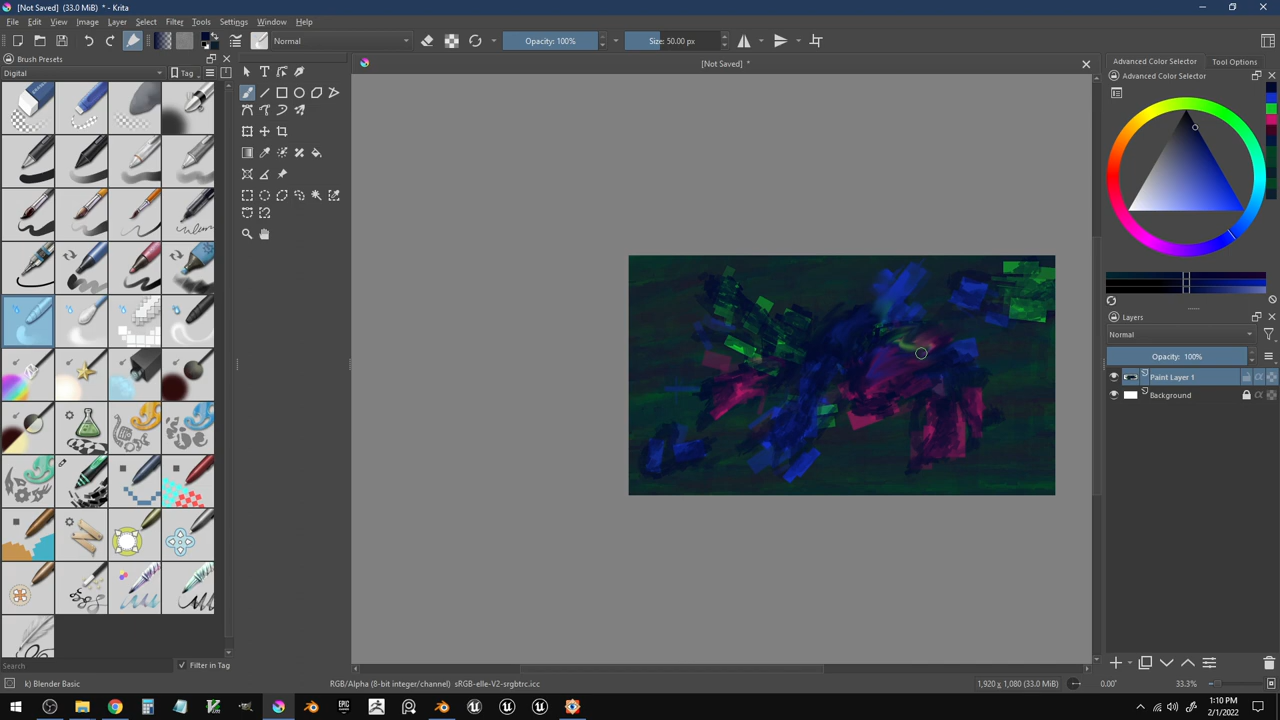 [Not Saved] (33.0 MiB) * - Krita
File Edit View Image Layer Select Filter Tools Settings Window Help
Normal
Opacity: 100%
Size: 50.00 px
Brush Presets
Digital
Tag
[Not Saved] *
Advanced Color Selector
Tool Options
Advanced Color Selector
Layers
Normal
Opacity: 100%
Paint Layer 1
Background
Search
Filter in Tag
k) Blender Basic
RGB/Alpha (8-bit integer/channel) sRGB-elle-V2-srgbtrc.icc
1,920 x 1,080 (33.0 MiB)
0.00°
33.3%
EPIC
1:10 PM
2/1/2022